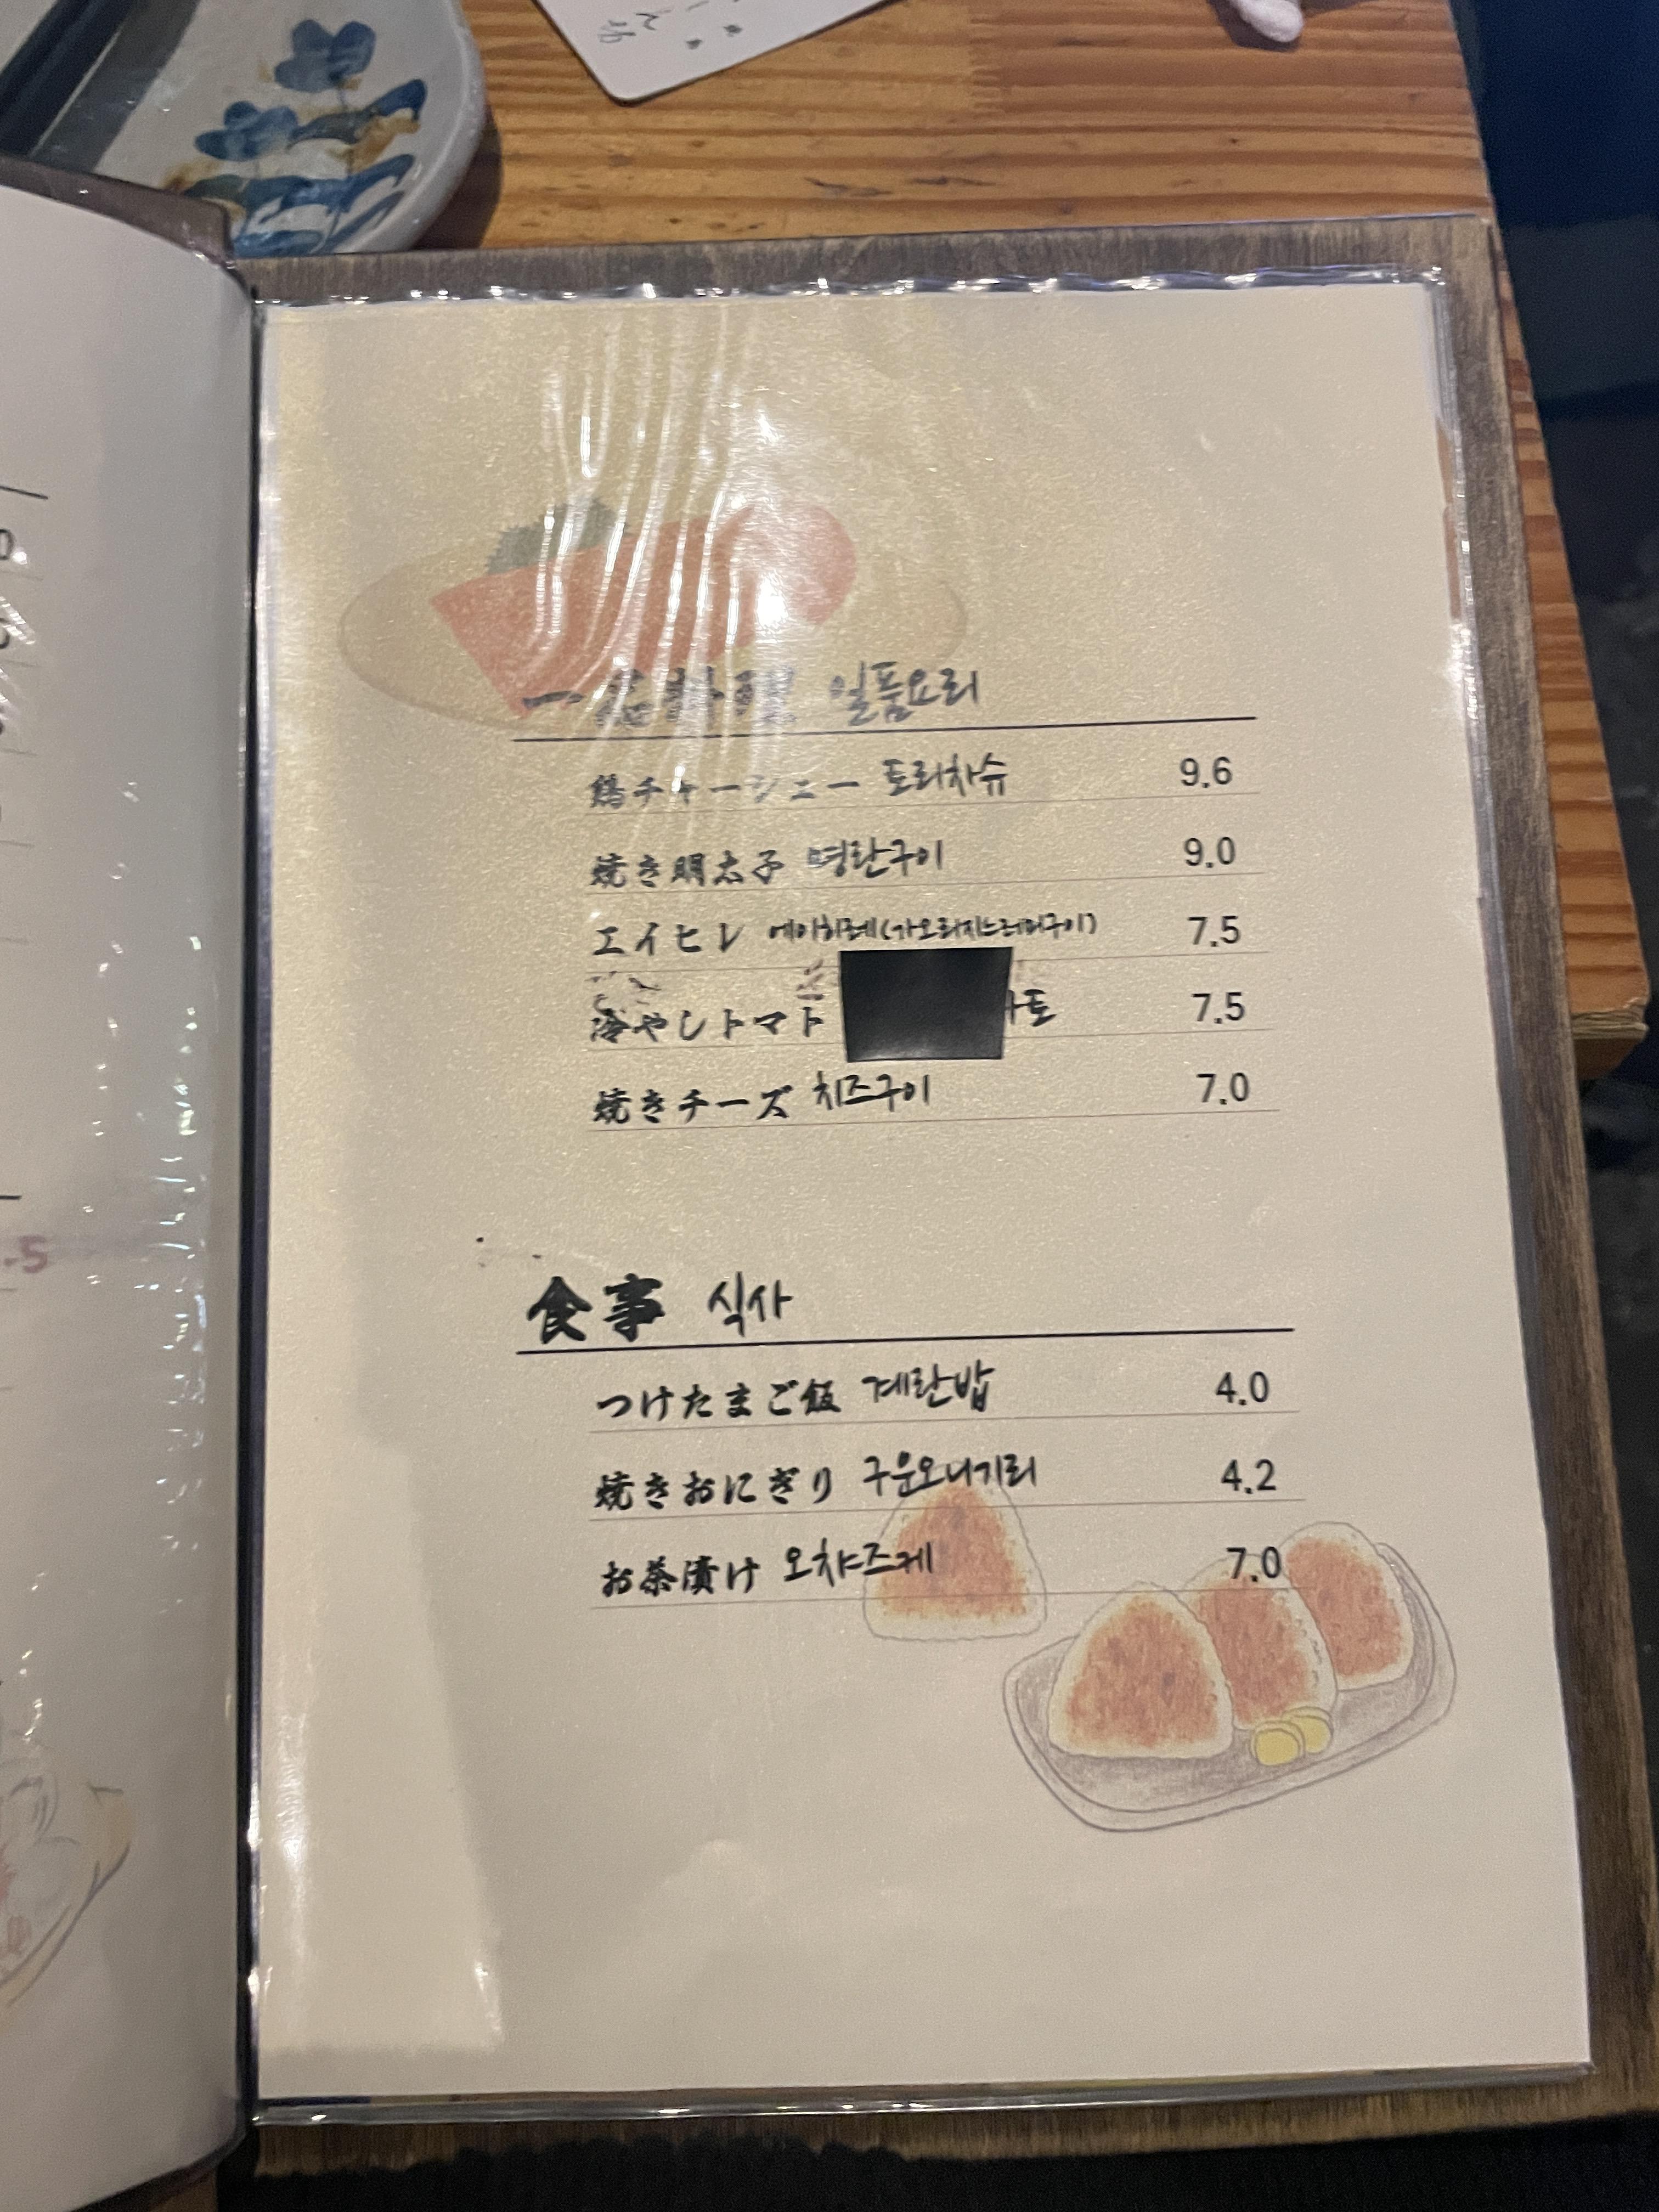 一品料理 일품요리
鶏チャーシュー 토리차슈 9.6
焼き明太子 명란구이 9.0
エイヒレ 에이히레(가오리지느러미구이) 7.5
冷やしトマト 토 7.5
焼きチーズ 치즈구이 7.0
食事 식사
つけたまご飯 계란밥 4.0
焼きおにぎり 구운오니기리 4.2
お茶漬け 오챠즈케 7.0
.5